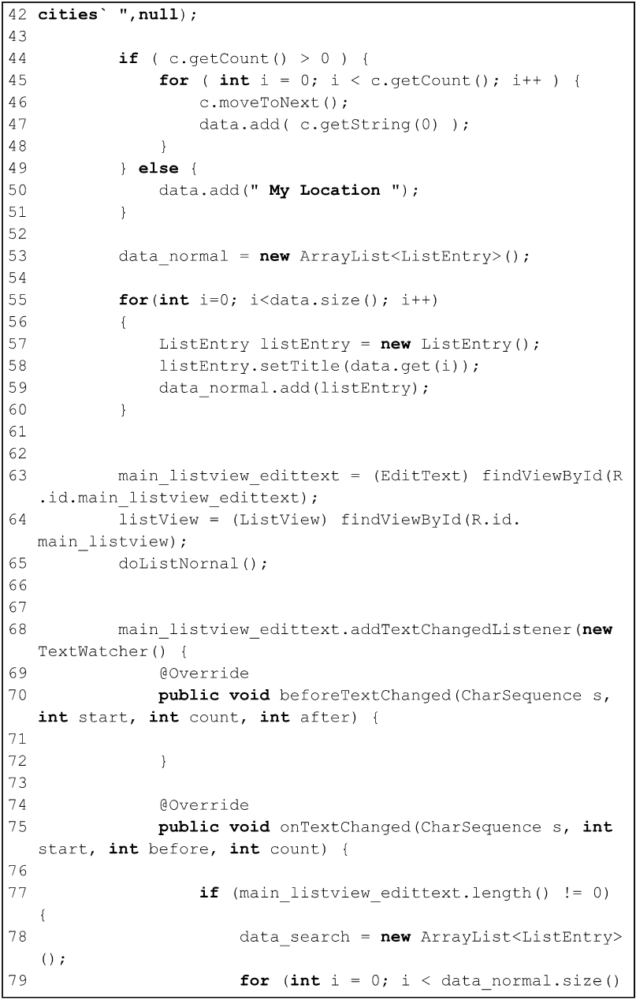 42 cities` ",null);
43
44         if ( c.getCount() > 0 ) {
45             for ( int i = 0; i < c.getCount(); i++ ) {
46                 c.moveToNext();
47                 data.add( c.getString(0) );
48             }
49         } else {
50             data.add(" My Location ");
51         }
52
53         data_normal = new ArrayList<ListEntry>();
54
55         for(int i=0; i<data.size(); i++)
56         {
57             ListEntry listEntry = new ListEntry();
58             listEntry.setTitle(data.get(i));
59             data_normal.add(listEntry);
60         }
61
62
63         main_listview_edittext = (EditText) findViewById(R
.id.main_listview_edittext);
64         listView = (ListView) findViewById(R.id.
main_listview);
65         doListNornal();
66
67
68         main_listview_edittext.addTextChangedListener(new
TextWatcher() {
69             @Override
70             public void beforeTextChanged(CharSequence s,
int start, int count, int after) {
71
72             }
73
74             @Override
75             public void onTextChanged(CharSequence s, int
start, int before, int count) {
76
77                 if (main_listview_edittext.length() != 0)
{
78                     data_search = new ArrayList<ListEntry>
();
79                     for (int i = 0; i < data_normal.size()